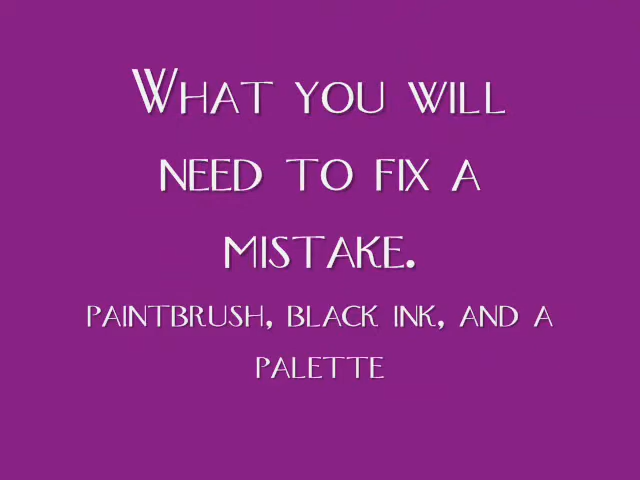 What you will
need to fix a
mistake.
paintbrush, black ink, and a
palette